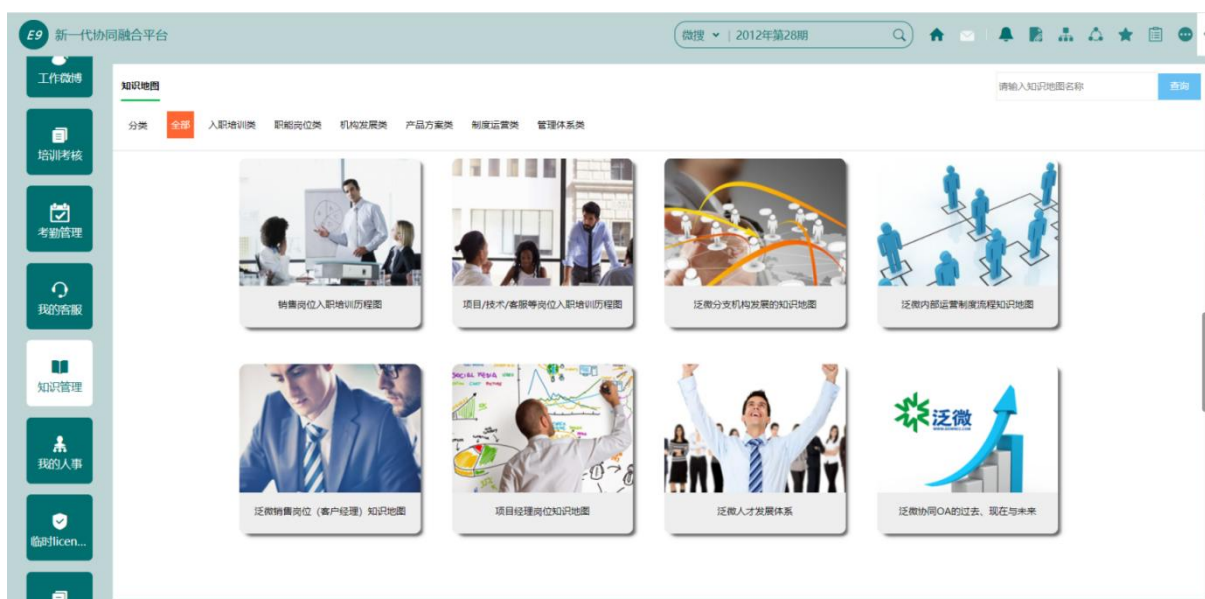 E9 新一代协同融合平台
微搜 | 2012年第28期
工作微博
培训考核
考勤管理
我的客服
知识管理
我的人事
临时licen...
知识地图
请输入知识地图名称
查询
分类 全部 入职培训类 职能岗位类 机构发展类 产品方案类 制度运营类 管理体系类
销售岗位入职培训历程图
项目/技术/客服等岗位入职培训历程图
泛微分支机构发展的知识地图
泛微内部运营制度流程知识地图
SOCIAL MEDIA
泛微
泛微销售岗位（客户经理）知识地图
项目经理岗位知识地图
泛微人才发展体系
泛微协同OA的过去、现在与未来